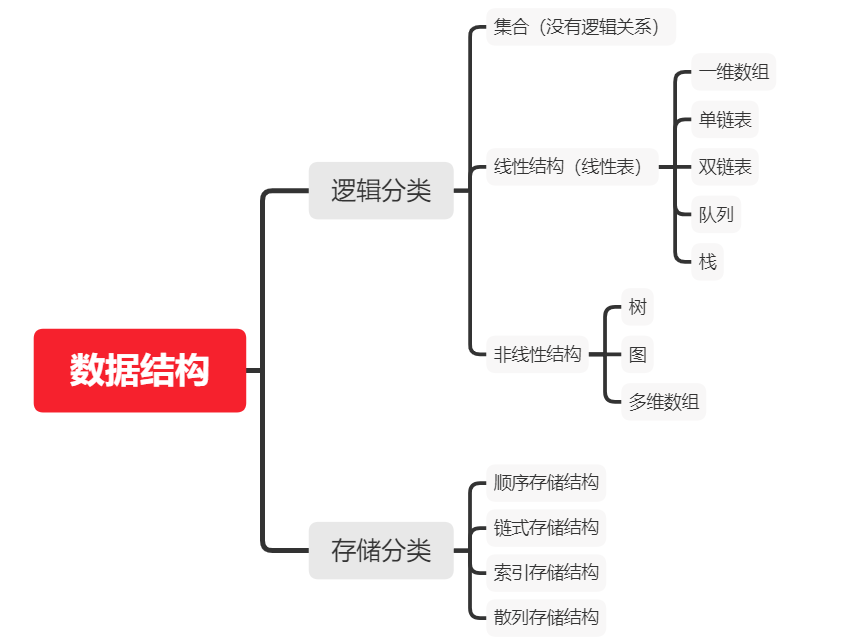 数据结构
逻辑分类
集合（没有逻辑关系）
线性结构（线性表）
一维数组
单链表
双链表
队列
栈
非线性结构
树
图
多维数组
存储分类
顺序存储结构
链式存储结构
索引存储结构
散列存储结构